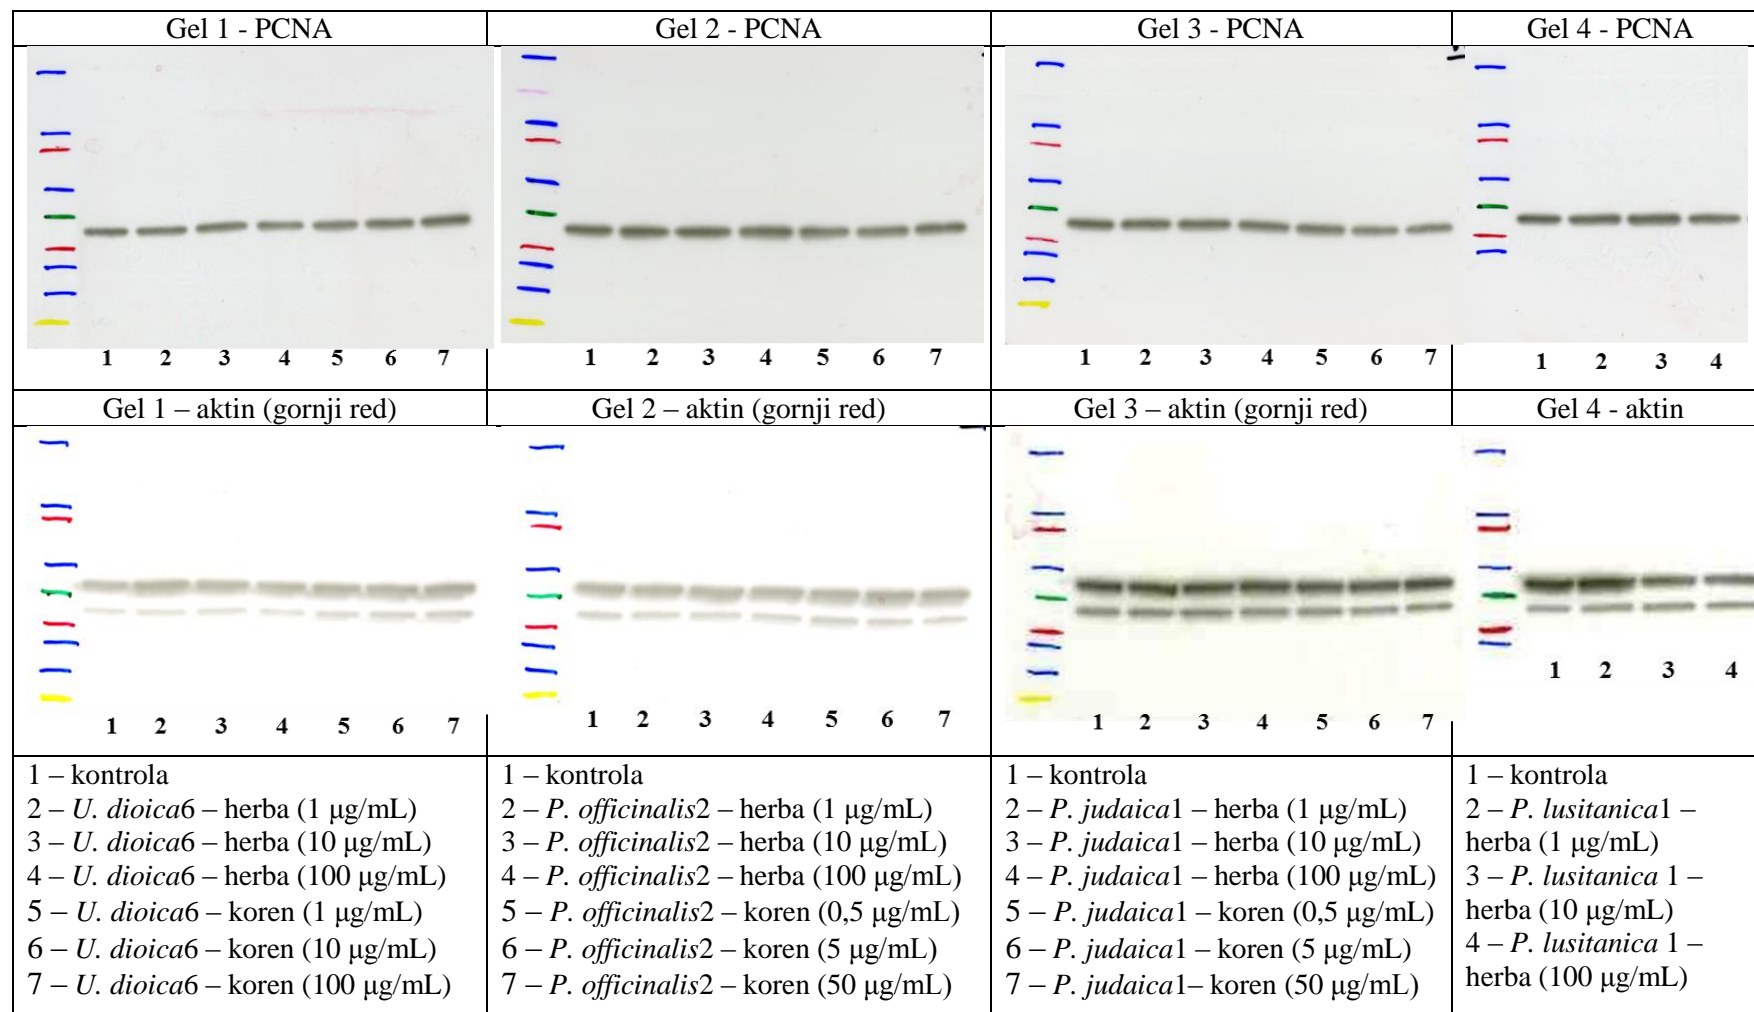 Gel 1 - PCNA
Gel 2 - PCNA
Gel 3 - PCNA
Gel 4 - PCNA
1 2 3 4 5 6 7
1 2 3 4 5 6 7
1 2 3 4 5 6 7
1 2 3 4
Gel 1 – aktin (gornji red)
Gel 2 – aktin (gornji red)
Gel 3 – aktin (gornji red)
Gel 4 - aktin
1 2 3 4 5 6 7
1 2 3 4 5 6 7
1 2 3 4 5 6 7
1 2 3 4
1 – kontrola
2 – U. dioica6 – herba (1 μg/mL)
3 – U. dioica6 – herba (10 μg/mL)
4 – U. dioica6 – herba (100 μg/mL)
5 – U. dioica6 – koren (1 μg/mL)
6 – U. dioica6 – koren (10 μg/mL)
7 – U. dioica6 – koren (100 μg/mL)
1 – kontrola
2 – P. officinalis2 – herba (1 μg/mL)
3 – P. officinalis2 – herba (10 μg/mL)
4 – P. officinalis2 – herba (100 μg/mL)
5 – P. officinalis2 – koren (0,5 μg/mL)
6 – P. officinalis2 – koren (5 μg/mL)
7 – P. officinalis2 – koren (50 μg/mL)
1 – kontrola
2 – P. judaica1 – herba (1 μg/mL)
3 – P. judaica1 – herba (10 μg/mL)
4 – P. judaica1 – herba (100 μg/mL)
5 – P. judaica1 – koren (0,5 μg/mL)
6 – P. judaica1 – koren (5 μg/mL)
7 – P. judaica1– koren (50 μg/mL)
1 – kontrola
2 – P. lusitanica1 –
herba (1 μg/mL)
3 – P. lusitanica 1 –
herba (10 μg/mL)
4 – P. lusitanica 1 –
herba (100 μg/mL)